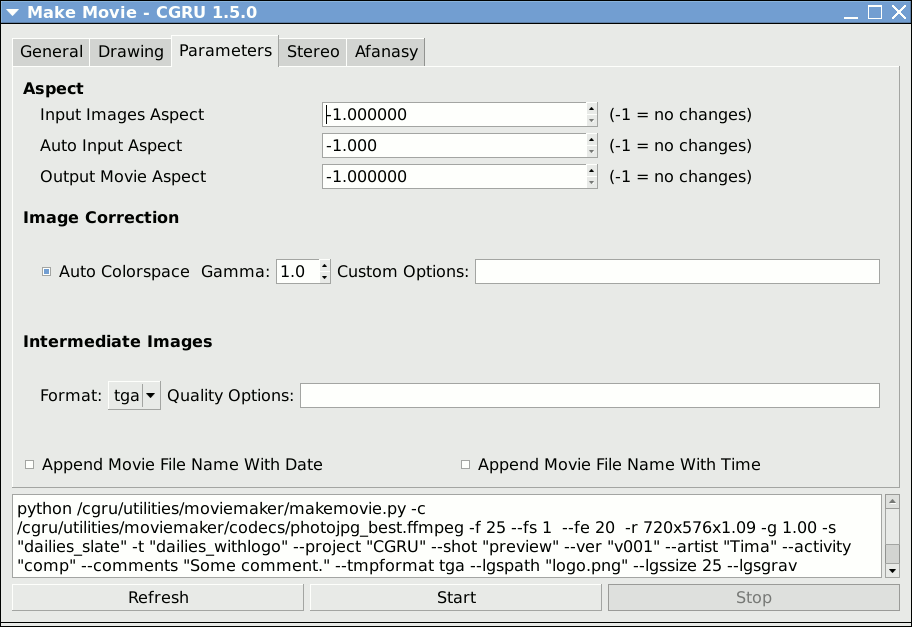 Make Movie - CGRU 1.5.0
General Drawing Parameters Stereo Afanasy
Aspect
Input Images Aspect -1.000000 (-1 = no changes)
Auto Input Aspect -1.000 (-1 = no changes)
Output Movie Aspect -1.000000 (-1 = no changes)
Image Correction
Auto Colorspace Gamma: 1.0 Custom Options:
Intermediate Images
Format: tga Quality Options:
Append Movie File Name With Date Append Movie File Name With Time
python /cgru/utilities/moviemaker/makemovie.py -c
/cgru/utilities/moviemaker/codecs/photojpg_best.ffmpeg -f 25 --fs 1  --fe 20  -r 720x576x1.09 -g 1.00 -s
"dailies_slate" -t "dailies_withlogo" --project "CGRU" --shot "preview" --ver "v001" --artist "Tima" --activity
"comp" --comments "Some comment." --tmpformat tga --lgspath "logo.png" --lgssize 25 --lgsgrav
Refresh Start Stop